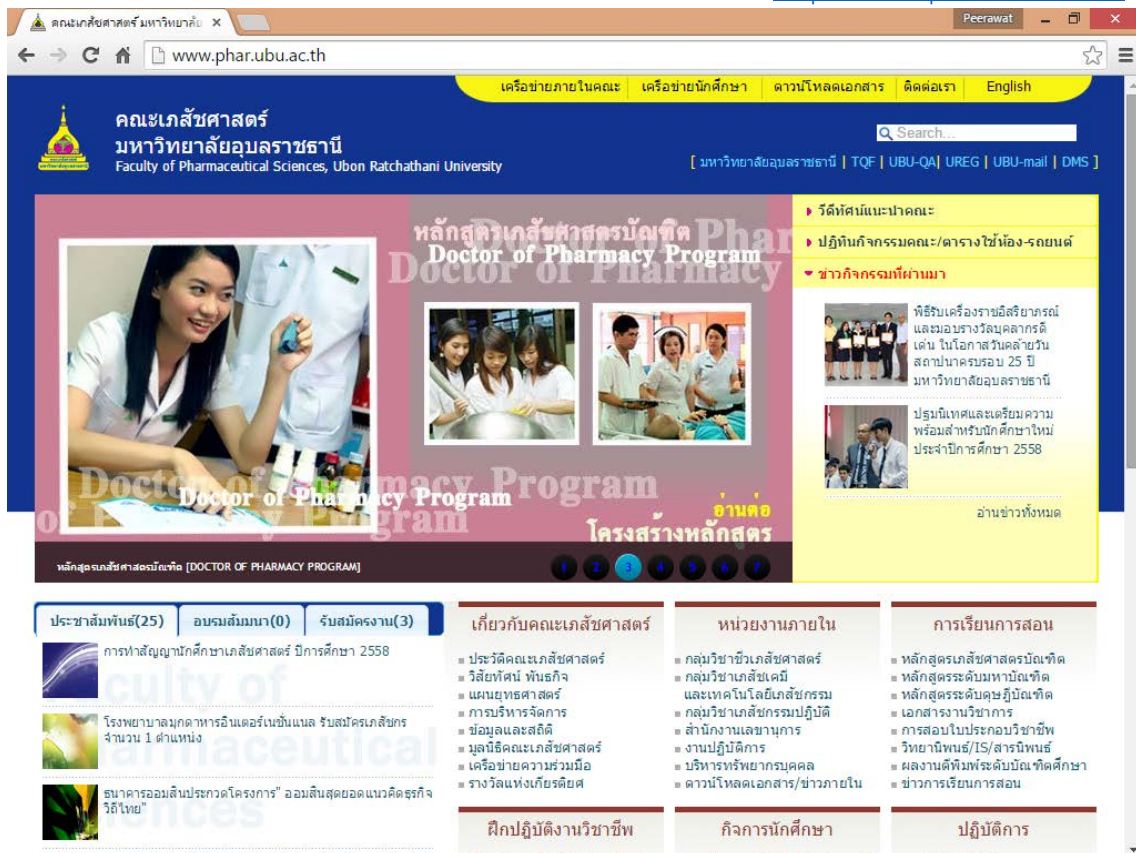 คณะเภสัชศาสตร์ มหาวิทยาลัย
Peerawat
www.phar.ubu.ac.th
เครือข่ายภายในคณะ เครือข่ายนักศึกษา ดาวน์โหลดเอกสาร ติดต่อเรา English
คณะเภสัชศาสตร์
มหาวิทยาลัยอุบลราชธานี
Faculty of Pharmaceutical Sciences, Ubon Ratchathani University
Search...
[ มหาวิทยาลัยอุบลราชธานี | TQF | UBU-QA| UREG | UBU-mail | DMS ]
หลักสูตรเภสัชศาสตรบัณฑิต
Doctor of Pharmacy Program
Doctor of Pharmacy
Doctor of Pharmacy Program
Doctor of Pharmacy Program
of Pharmacy Program
อ่านต่อ
โครงสร้างหลักสูตร
หลักสูตรเภสัชศาสตรบัณฑิต [DOCTOR OF PHARMACY PROGRAM]
1 2 3 4 5 6 7
วีดีทัศน์แนะนำคณะ
ปฏิทินกิจกรรมคณะ/ตารางใช้ห้อง-รถยนต์
ข่าวกิจกรรมที่ผ่านมา
พิธีรับเครื่องราชอิสริยาภรณ์
และมอบรางวัลบุคลากรดี
เด่น ในโอกาสวันคล้ายวัน
สถาปนาครบรอบ 25 ปี
มหาวิทยาลัยอุบลราชธานี
ปฐมนิเทศและเตรียมความ
พร้อมสำหรับนักศึกษาใหม่
ประจำปีการศึกษา 2558
อ่านข่าวทั้งหมด
ประชาสัมพันธ์(25) อบรมสัมมนา(0) รับสมัครงาน(3)
การทำสัญญานักศึกษาเภสัชศาสตร์ ปีการศึกษา 2558
โรงพยาบาลมุกดาหารอินเตอร์เนชั่นแนล รับสมัครเภสัชกร
จำนวน 1 ตำแหน่ง
ธนาคารออมสินประกวดโครงการ" ออมสินสุดยอดแนวคิดธุรกิจ
วิถีไทย"
เกี่ยวกับคณะเภสัชศาสตร์
ประวัติคณะเภสัชศาสตร์
วิสัยทัศน์ พันธกิจ
แผนยุทธศาสตร์
การบริหารจัดการ
ข้อมูลและสถิติ
มูลนิธิคณะเภสัชศาสตร์
เครือข่ายความร่วมมือ
รางวัลแห่งเกียรติยศ
หน่วยงานภายใน
กลุ่มวิชาชีวเภสัชศาสตร์
กลุ่มวิชาเภสัชเคมี
และเทคโนโลยีเภสัชกรรม
กลุ่มวิชาเภสัชกรรมปฏิบัติ
สำนักงานเลขานุการ
งานปฏิบัติการ
บริหารทรัพยากรบุคคล
ดาวน์โหลดเอกสาร/ข่าวภายใน
การเรียนการสอน
หลักสูตรเภสัชศาสตรบัณฑิต
หลักสูตรระดับมหาบัณฑิต
หลักสูตรระดับดุษฎีบัณฑิต
เอกสารงานวิชาการ
การสอบใบประกอบวิชาชีพ
วิทยานิพนธ์/IS/สารนิพนธ์
ผลงานตีพิมพ์ระดับบัณฑิตศึกษา
ข่าวการเรียนการสอน
ฝึกปฏิบัติงานวิชาชีพ
กิจการนักศึกษา
ปฏิบัติการ